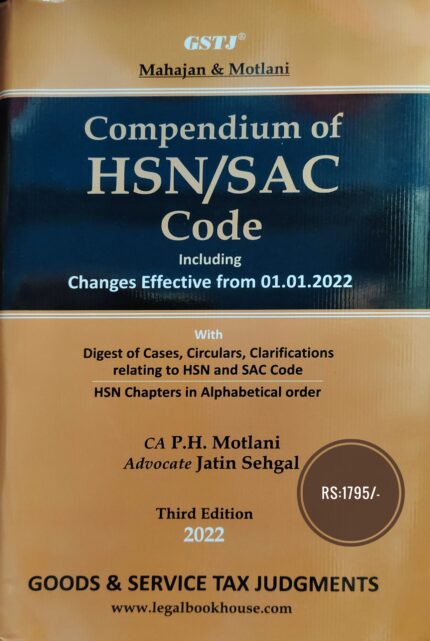 GSTJ®
Mahajan & Motlani
Compendium of
HSN/SAC
Code
Including
Changes Effective from 01.01.2022
With
Digest of Cases, Circulars, Clarifications
relating to HSN and SAC Code
HSN Chapters in Alphabetical order
CA P.H. Motlani
Advocate Jatin Sehgal
RS:1795/-
Third Edition
2022
GOODS & SERVICE TAX JUDGMENTS
www.legalbookhouse.com